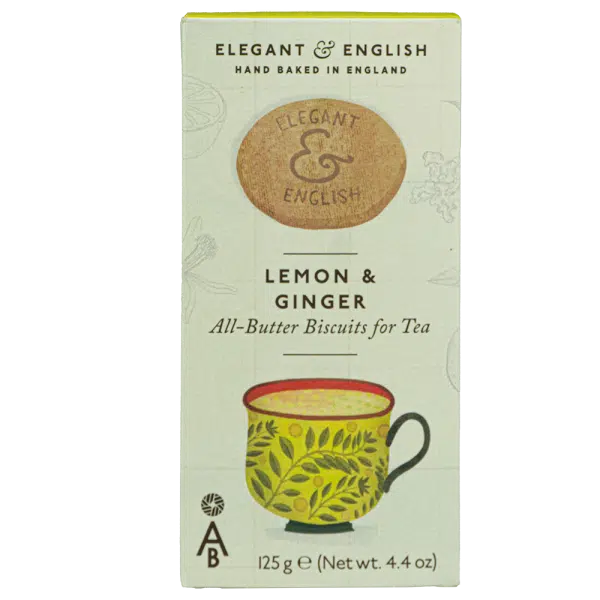 ELEGANT & ENGLISH
HAND BAKED IN ENGLAND
ELEGANT
&
ENGLISH
LEMON &
GINGER
All-Butter Biscuits for Tea
AB
125 g ℮ (Net wt. 4.4 oz)